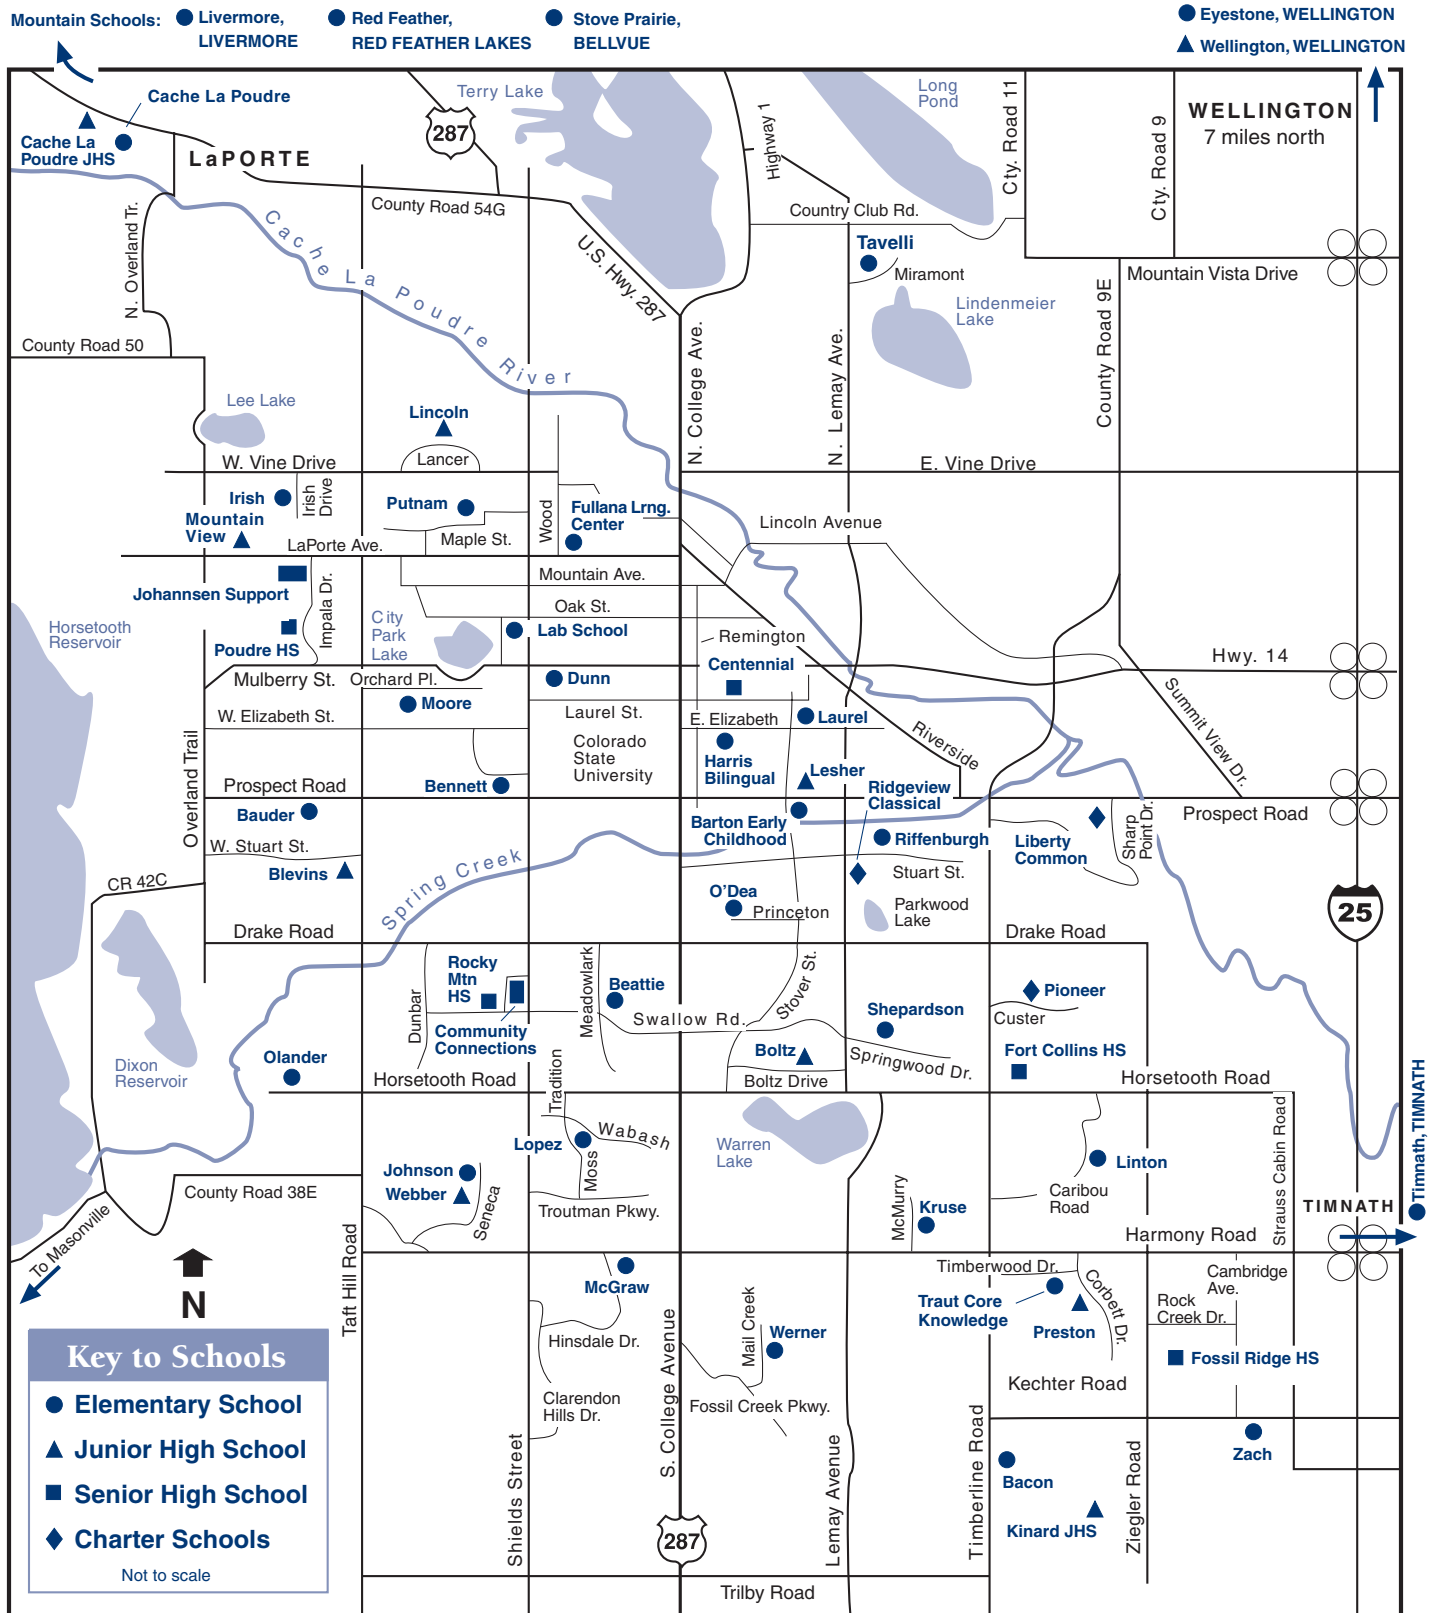 Mountain Schools:
Livermore,
LIVERMORE
Red Feather,
RED FEATHER LAKES
Stove Prairie,
BELLVUE
Eyestone, WELLINGTON
Wellington, WELLINGTON
Cache La Poudre
Cache La
Poudre JHS
LaPORTE
287
Terry Lake
Highway 1
Long
Pond
Cty. Road 11
Cty. Road 9
WELLINGTON
7 miles north
N. Overland Tr.
County Road 54G
Cache La Poudre River
U.S. Hwy. 287
Country Club Rd.
Tavelli
Miramont
Lindenmeier
Lake
Mountain Vista Drive
County Road 9E
County Road 50
N. College Ave.
N. Lemay Ave.
Lee Lake
Lincoln
Lancer
W. Vine Drive
E. Vine Drive
Irish
Irish
Drive
Putnam
Mountain
View
LaPorte Ave.
Maple St.
Wood
Fullana Lrng.
Center
Lincoln Avenue
Johannsen Support
Impala Dr.
Mountain Ave.
Oak St.
Horsetooth
Reservoir
City
Park
Lake
Lab School
Remington
Poudre HS
Centennial
Hwy. 14
Mulberry St.
Orchard Pl.
Dunn
Moore
Laurel St.
W. Elizabeth St.
E. Elizabeth
Laurel
Summit View Dr.
Riverside
Overland Trail
Colorado
State
University
Harris
Bilingual
Lesher
Ridgeview
Classical
Prospect Road
Bennett
Bauder
Barton Early
Childhood
Riffenburgh
Liberty
Common
Sharp
Point Dr.
Prospect Road
W. Stuart St.
Blevins
Spring Creek
Stuart St.
CR 42C
O'Dea
Princeton
Parkwood
Lake
25
Drake Road
Drake Road
Rocky
Mtn
HS
Dunbar
Meadowlark
Beattie
Stover St.
Pioneer
Custer
Swallow Rd.
Shepardson
Community
Connections
Boltz
Springwood Dr.
Fort Collins HS
Dixon
Reservoir
Olander
Horsetooth Road
Tradition
Boltz Drive
Horsetooth Road
Timnath, TIMNATH
Lopez
Wabash
Moss
Warren
Lake
Linton
Strauss Cabin Road
Johnson
Webber
Seneca
County Road 38E
Troutman Pkwy.
McMurry
Kruse
Caribou
Road
TIMNATH
Harmony Road
To Masonville
N
Taft Hill Road
McGraw
Timberwood Dr.
Corbett Dr.
Cambridge
Ave.
Traut Core
Knowledge
Preston
Rock
Creek Dr.
Hinsdale Dr.
Mail Creek
Werner
Fossil Ridge HS
Kechter Road
Clarendon
Hills Dr.
S. College Avenue
Fossil Creek Pkwy.
Key to Schools
Elementary School
Junior High School
Senior High School
Charter Schools
Not to scale
Shields Street
287
Lemay Avenue
Timberline Road
Bacon
Kinard JHS
Ziegler Road
Zach
Trilby Road